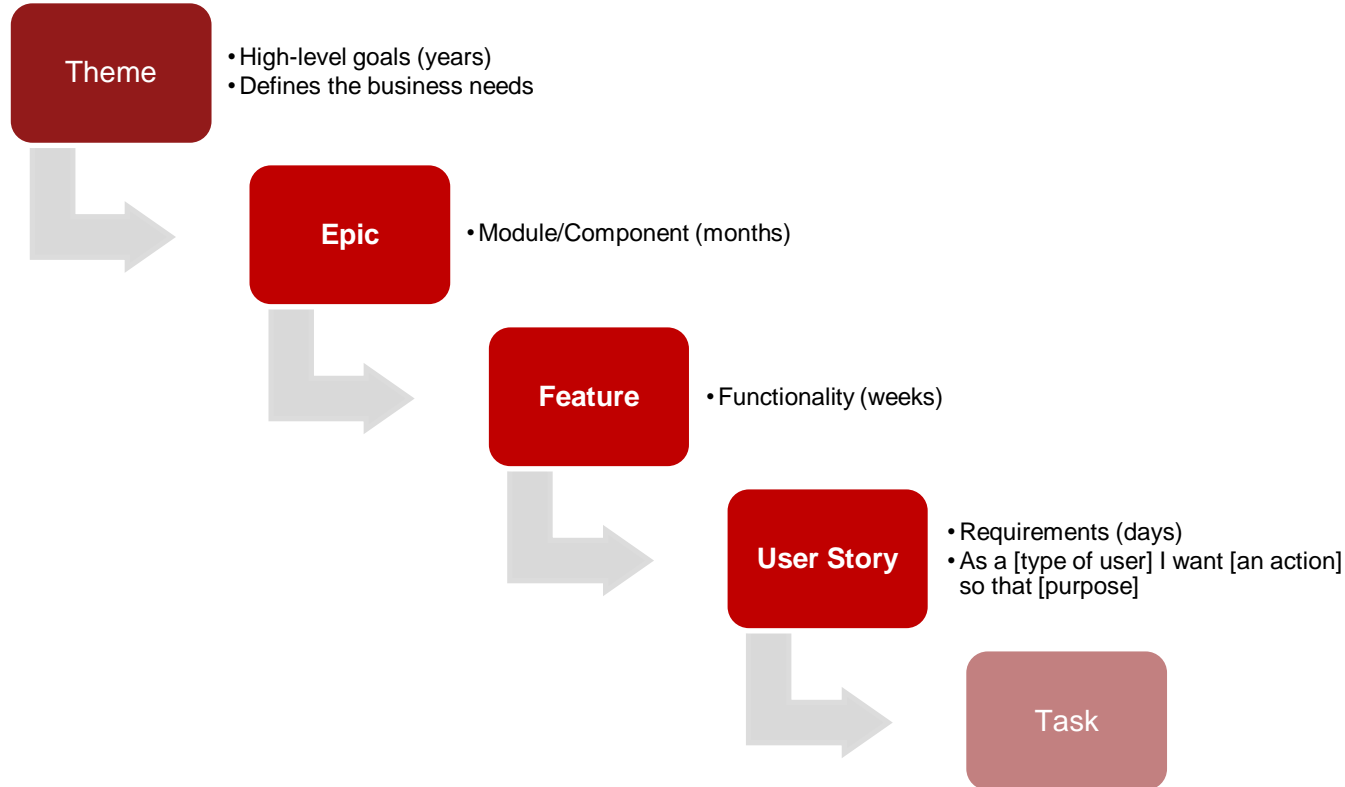 Theme
•High-level goals (years)
•Defines the business needs
Epic
•Module/Component (months)
Feature
•Functionality (weeks)
User Story
•Requirements (days)
•As a [type of user] I want [an action]
so that [purpose]
Task